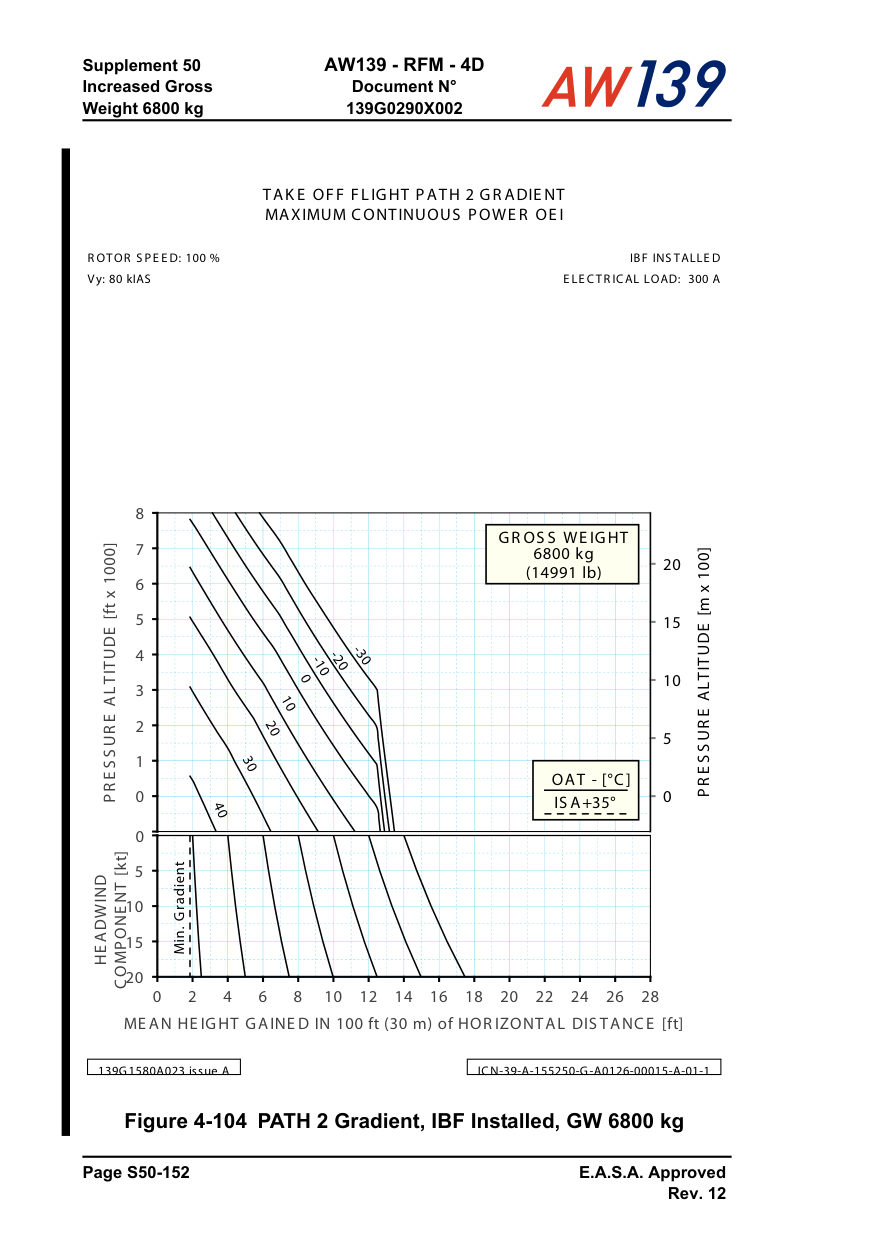 Supplement 50
Increased Gross
Weight 6800 kg
AW139 - RFM - 4D
Document N°
139G0290X002
AW139
TAKE OFF FLIGHT PATH 2 GRADIENT
MAXIMUM CONTINUOUS POWER OEI
ROTOR SPEED: 100 %
Vy: 80 kIAS
IBF INSTALLED
ELECTRICAL LOAD: 300 A
PRESSURE ALTITUDE [ft x 1000]
8
7
6
5
4
3
2
1
0
GROSS WEIGHT
6800 kg
(14991 lb)
-30
-20
-10
0
10
20
30
40
OAT - [°C]
ISA+35°
20
15
10
5
0
PRESSURE ALTITUDE [m x 100]
HEADWIND
COMPONENT [kt]
0
5
10
15
20
Min. Gradient
0 2 4 6 8 10 12 14 16 18 20 22 24 26 28
MEAN HEIGHT GAINED IN 100 ft (30 m) of HORIZONTAL DISTANCE [ft]
139G1580A023 issue A
ICN-39-A-155250-G-A0126-00015-A-01-1
Figure 4-104 PATH 2 Gradient, IBF Installed, GW 6800 kg
Page S50-152
E.A.S.A. Approved
Rev. 12